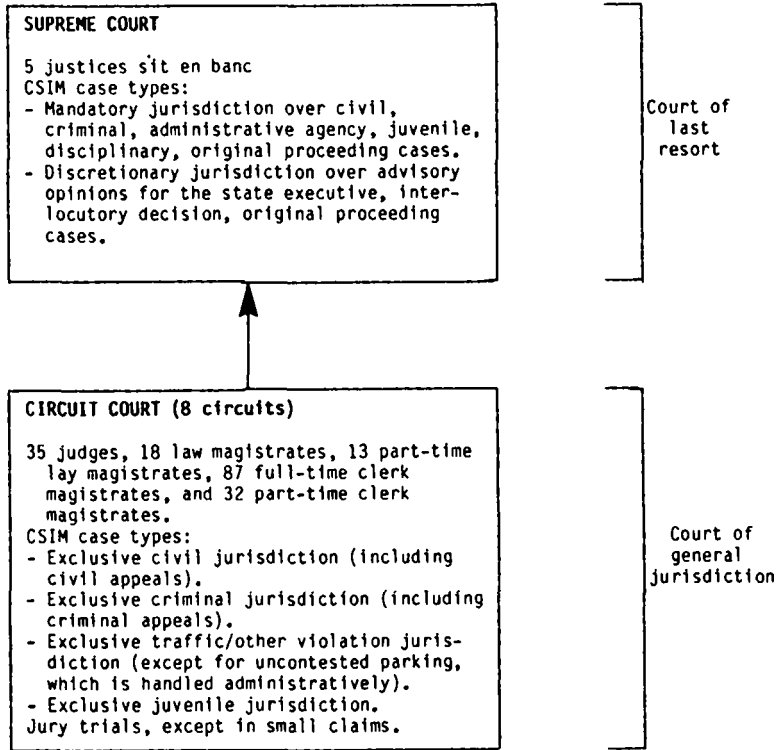 SUPREME COURT
5 justices sit en banc
CSIM case types:
- Mandatory jurisdiction over civil,
criminal, administrative agency, juvenile,
disciplinary, original proceeding cases.
- Discretionary jurisdiction over advisory
opinions for the state executive, inter-
locutory decision, original proceeding
cases.
Court of
last
resort
CIRCUIT COURT (8 circuits)
35 judges, 18 law magistrates, 13 part-time
lay magistrates, 87 full-time clerk
magistrates, and 32 part-time clerk
magistrates.
CSIM case types:
- Exclusive civil jurisdiction (including
civil appeals).
- Exclusive criminal jurisdiction (including
criminal appeals).
- Exclusive traffic/other violation juris-
diction (except for uncontested parking,
which is handled administratively).
- Exclusive juvenile jurisdiction.
Jury trials, except in small claims.
Court of
general
jurisdiction